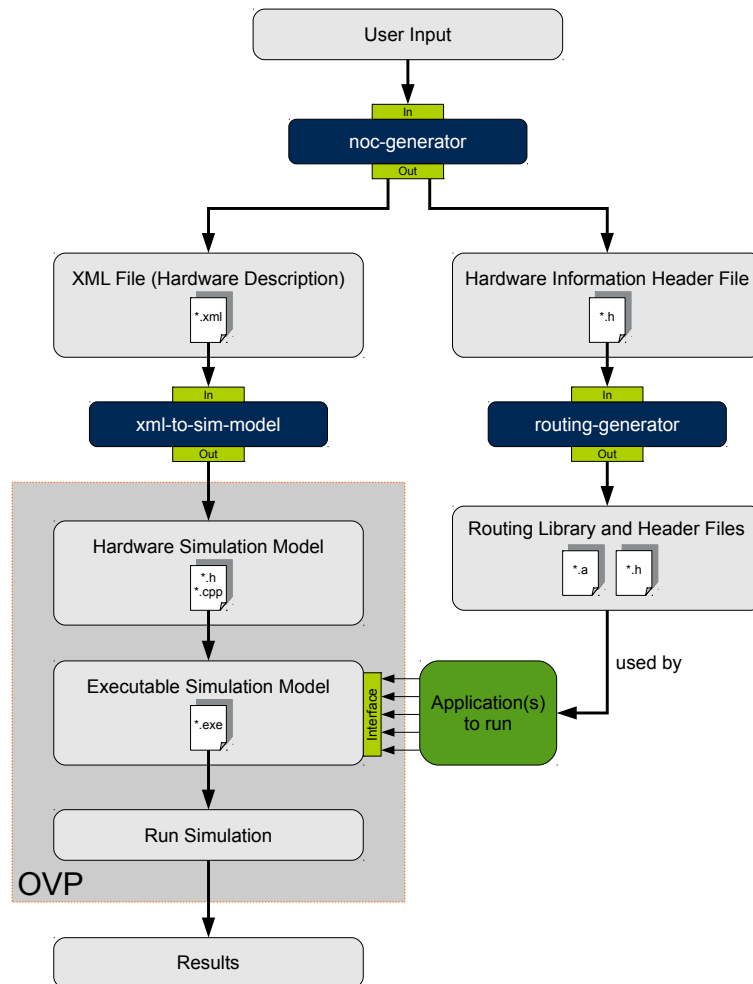 User Input
In
noc-generator
Out
XML File (Hardware Description)
*.xml
Hardware Information Header File
*.h
In
xml-to-sim-model
Out
In
routing-generator
Out
Hardware Simulation Model
*.h
*.cpp
Routing Library and Header Files
*.a
*.h
used by
Executable Simulation Model
*.exe
Interface
Application(s)
to run
Run Simulation
OVP
Results